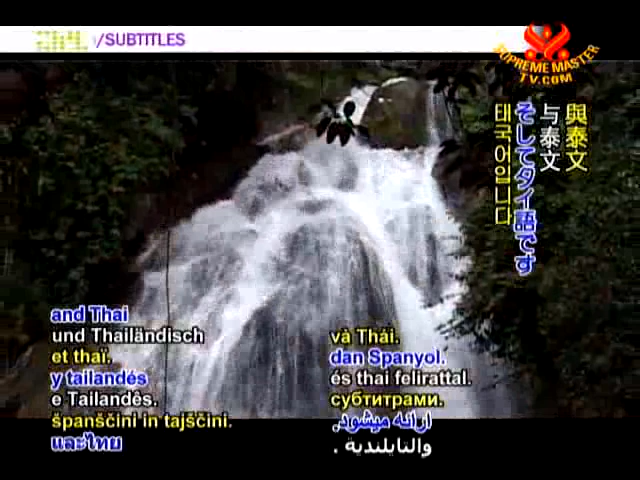 /SUBTITLES
SUPREME MASTER
TV.COM
與泰文
与泰文
そしてタイ語です
태국어입니다
and Thai
und Thailändisch
et thaï.
y tailandés
e Tailandês.
španščini in tajščini.
และไทย
và Thái.
dan Spanyol.
és thai felirattal.
субтитрами.
ارائه میشود.
والتايلندية .